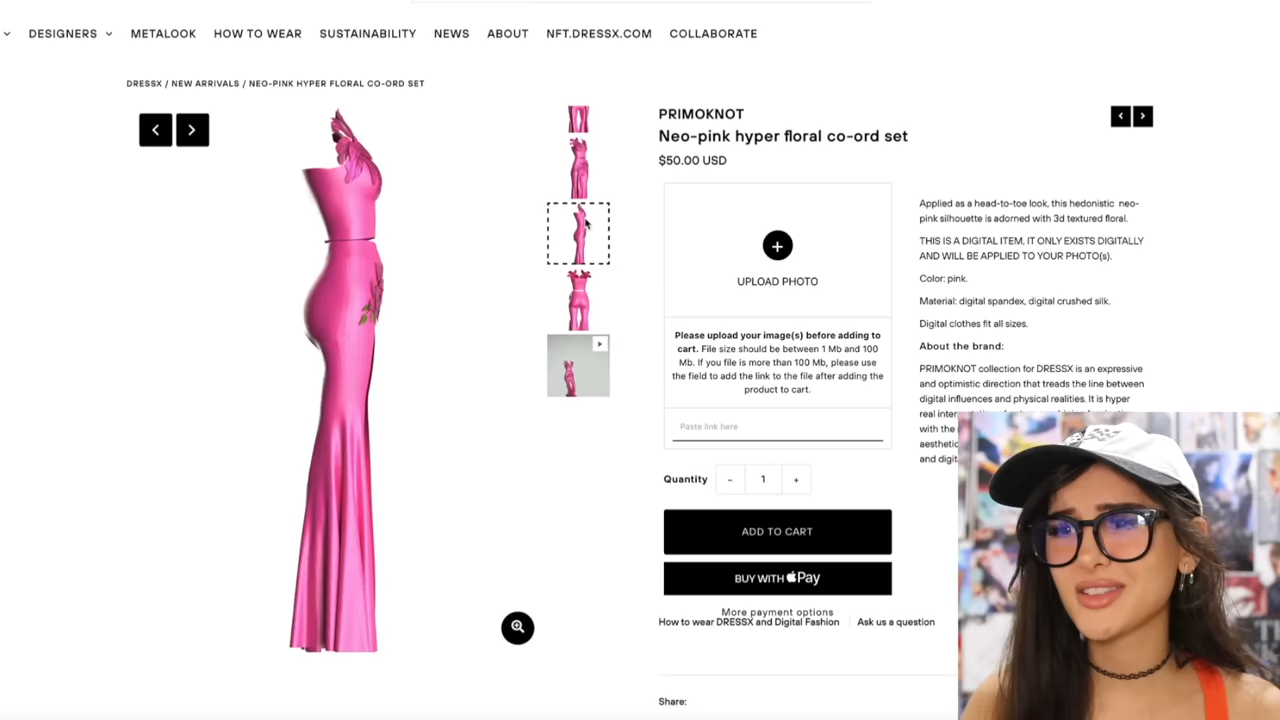 DESIGNERS METALOOK HOW TO WEAR SUSTAINABILITY NEWS ABOUT NFT.DRESSX.COM COLLABORATE
DRESSX / NEW ARRIVALS / NEO-PINK HYPER FLORAL CO-ORD SET
PRIMOKNOT
Neo-pink hyper floral co-ord set
$50.00 USD
UPLOAD PHOTO
Please upload your image(s) before adding to
cart. File size should be between 1 Mb and 100
Mb. If you file is more than 100 Mb, please use
the field to add the link to the file after adding the
product to cart.
Paste link here
Quantity - 1 +
ADD TO CART
BUY WITH Pay
More payment options
How to wear DRESSX and Digital Fashion Ask us a question
Share:
Applied as a head-to-toe look, this hedonistic neo-
pink silhouette is adorned with 3d textured floral.
THIS IS A DIGITAL ITEM, IT ONLY EXISTS DIGITALLY
AND WILL BE APPLIED TO YOUR PHOTO(s).
Color: pink.
Material: digital spandex, digital crushed silk.
Digital clothes fit all sizes.
About the brand:
PRIMOKNOT collection for DRESSX is an expressive
and optimistic direction that treads the line between
digital influences and physical realities. It is hyper
real
with the
aesthetic
and